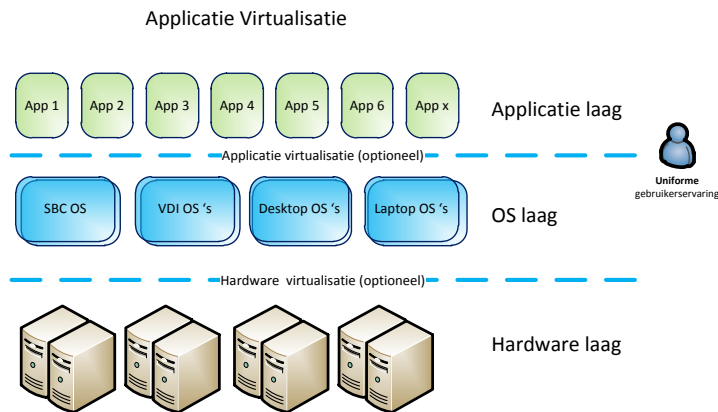 Applicatie Virtualisatie
App 1 App 2 App 3 App 4 App 5 App 6 App x
Applicatie laag
Applicatie virtualisatie (optioneel)
Uniforme
gebruikerservaring
SBC OS VDI OS ‘s Desktop OS ‘s Laptop OS ‘s
OS laag
Hardware virtualisatie (optioneel)
Hardware laag